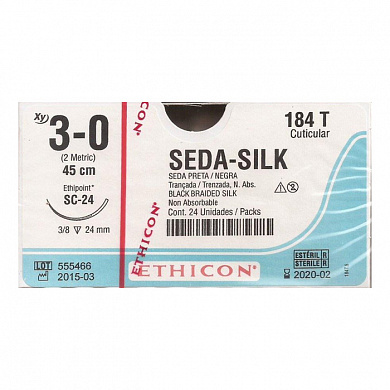 Xy
3-0
(2 Metric)
45 cm
Ethipoint*
SC-24
3/8 24 mm
LOT 555466
2015-03
ETHICON
184 T
Cuticular
SEDA-SILK
SEDA PRETA / NEGRA
Trançada / Trenzada, N. Abs.
BLACK BRAIDED SILK
Non Absorbable
Cont. 24 Unidades / Packs
2
ETHICON®
ESTÉRIL R
STERILE R
2020-02